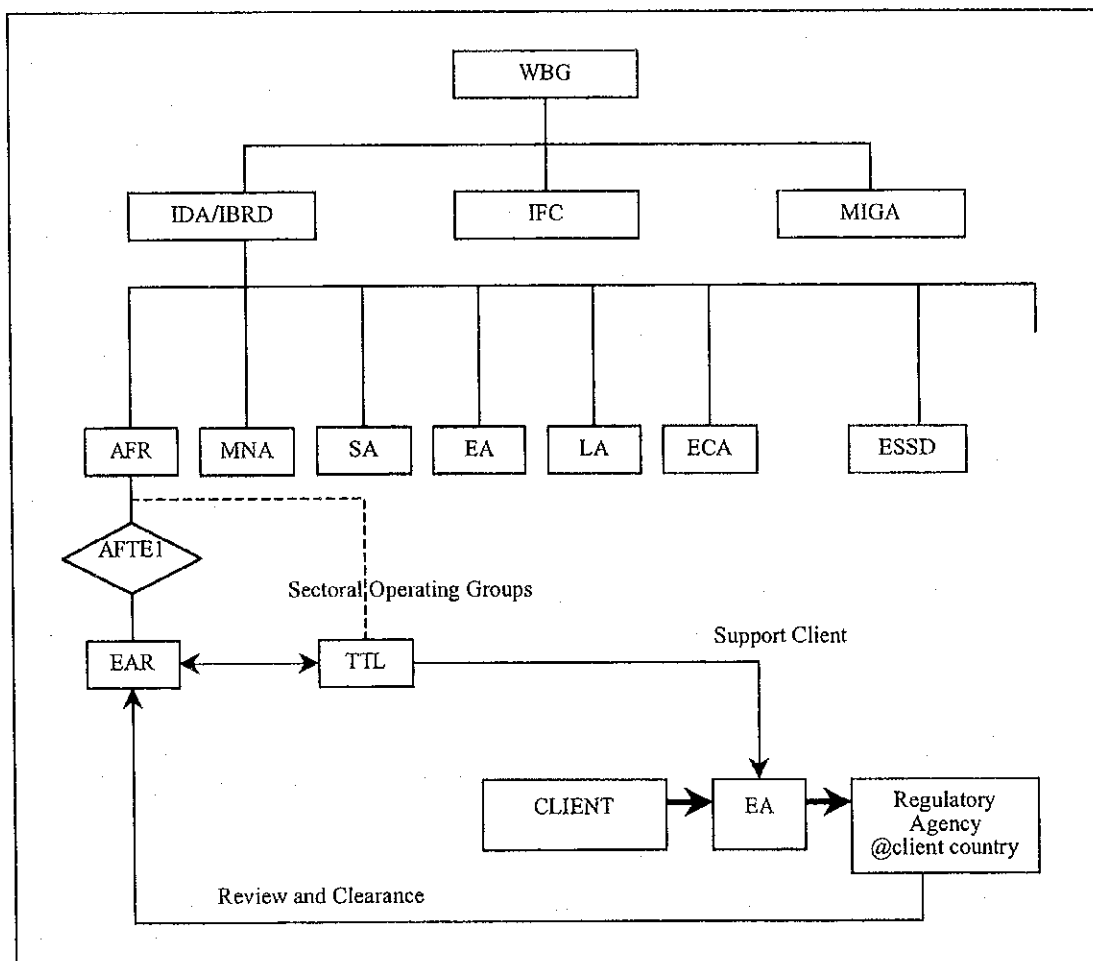 WBG
IDA/IBRD
IFC
MIGA
AFR
MNA
SA
EA
LA
ECA
ESSD
AFTE1
Sectoral Operating Groups
EAR
TTL
Support Client
CLIENT
EA
Regulatory
Agency
@client country
Review and Clearance